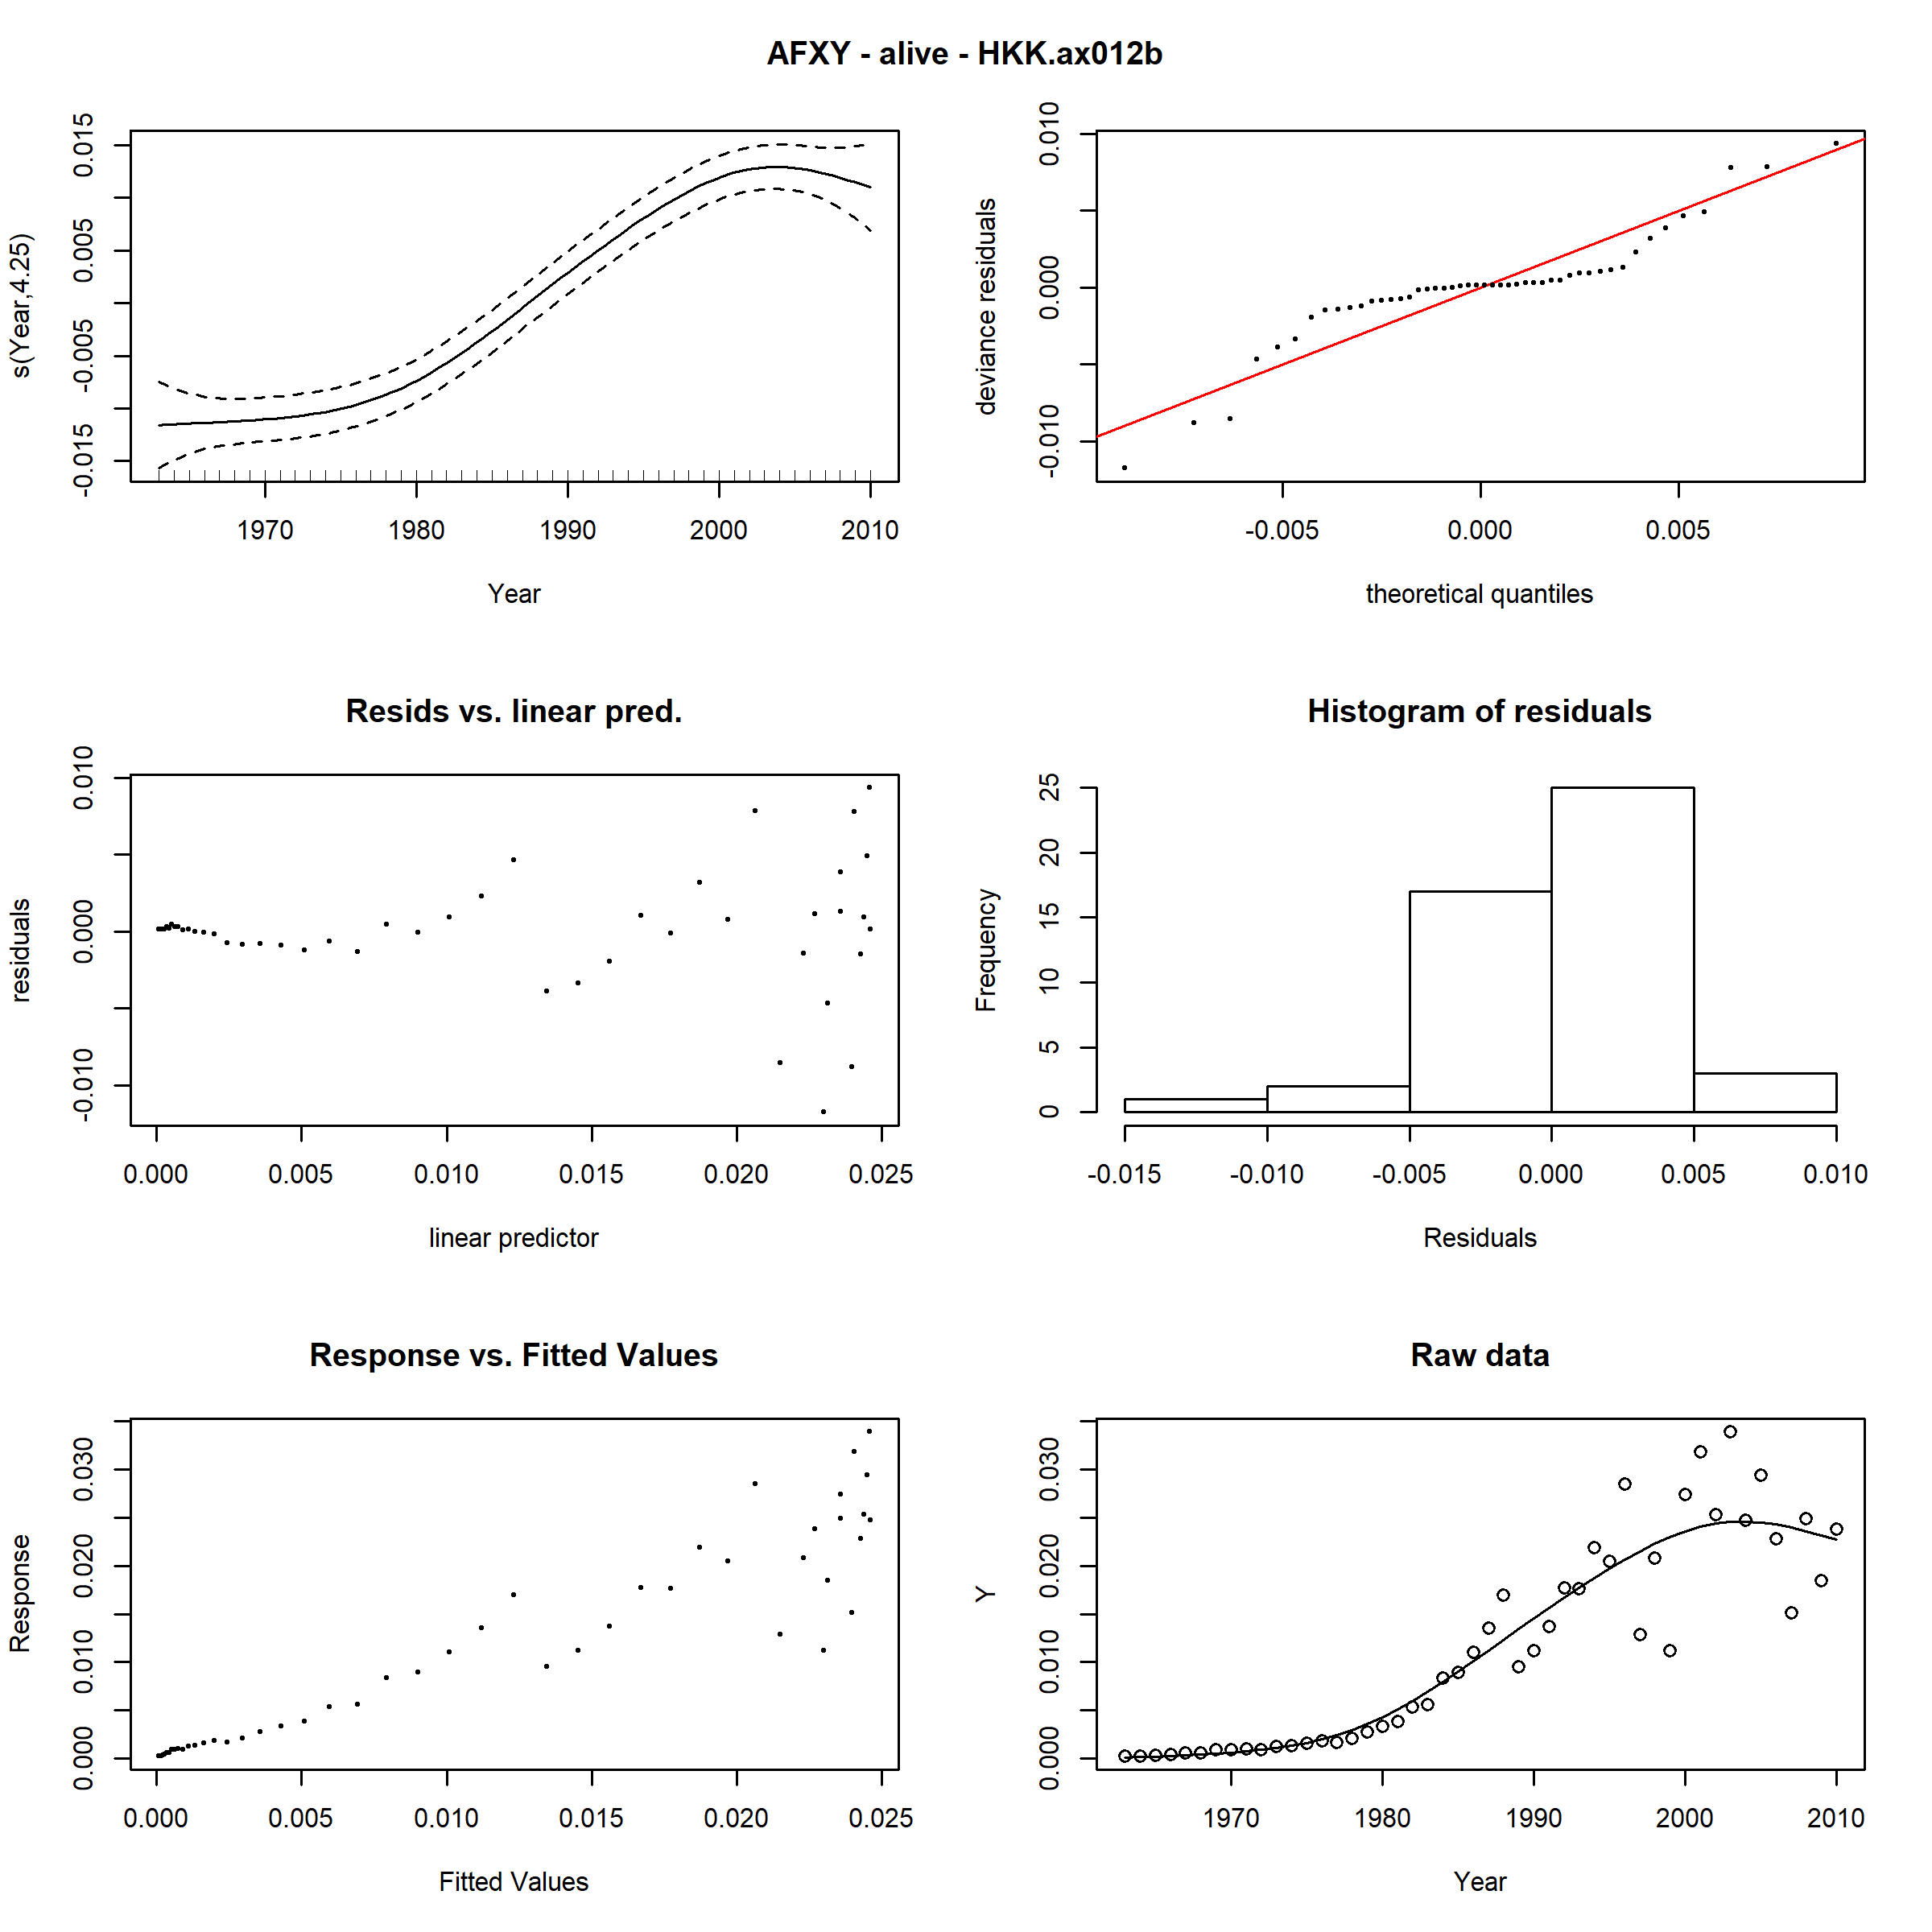 AFXY - alive - HKK.ax012b
s(Year,4.25)
-0.015 -0.005 0.005 0.015
1970 1980 1990 2000 2010
Year
deviance residuals
-0.010 0.000 0.010
-0.005 0.000 0.005
theoretical quantiles
Resids vs. linear pred.
residuals
-0.010 0.000 0.010
0.000 0.005 0.010 0.015 0.020 0.025
linear predictor
Histogram of residuals
Frequency
0 5 10 15 20 25
-0.015 -0.010 -0.005 0.000 0.005 0.010
Residuals
Response vs. Fitted Values
Response
0.000 0.010 0.020 0.030
0.000 0.005 0.010 0.015 0.020 0.025
Fitted Values
Raw data
Y
0.000 0.010 0.020 0.030
1970 1980 1990 2000 2010
Year